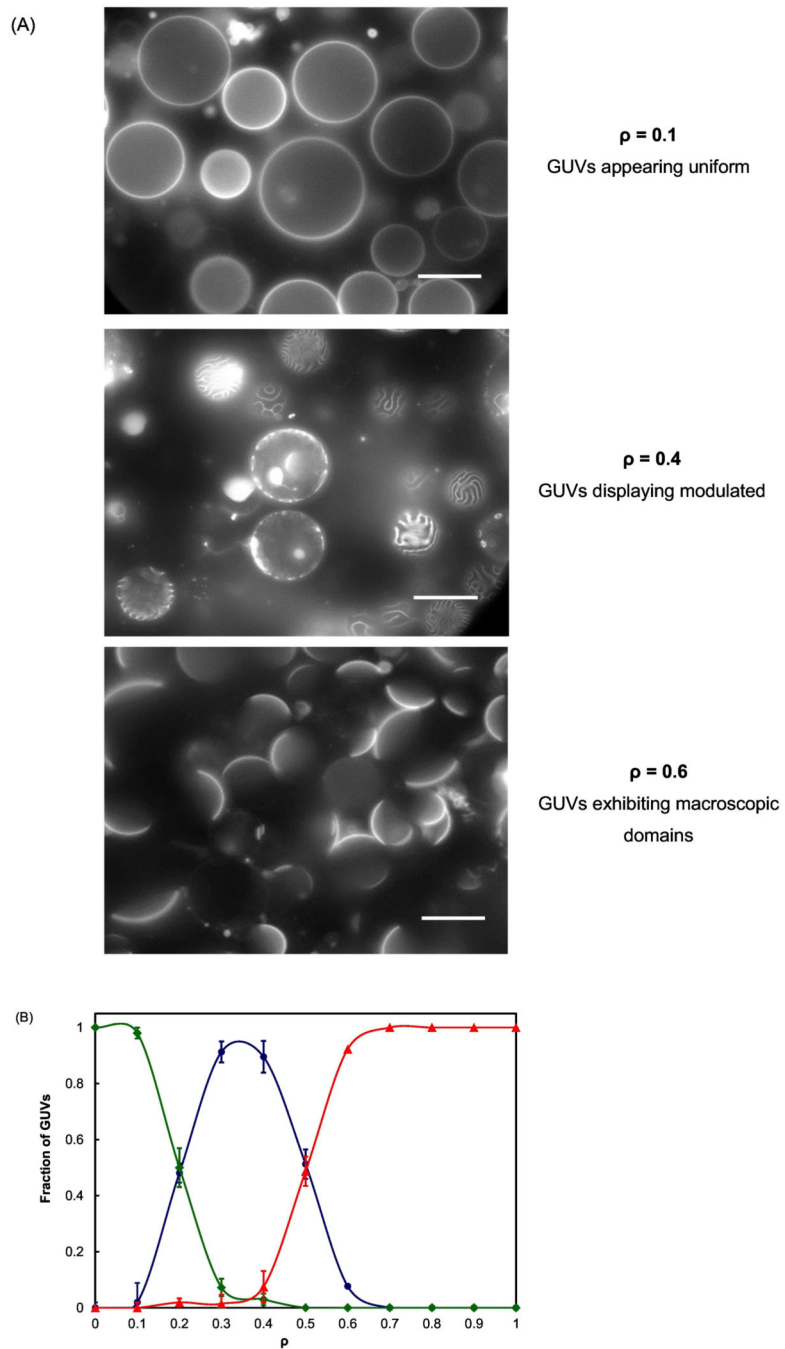 (A)
ρ = 0.1
GUVs appearing uniform
ρ = 0.4
GUVs displaying modulated
ρ = 0.6
GUVs exhibiting macroscopic
domains
(B)
1
0.8
0.6
0.4
0.2
0
Fraction of GUVs
0 0.1 0.2 0.3 0.4 0.5 0.6 0.7 0.8 0.9 1
ρ